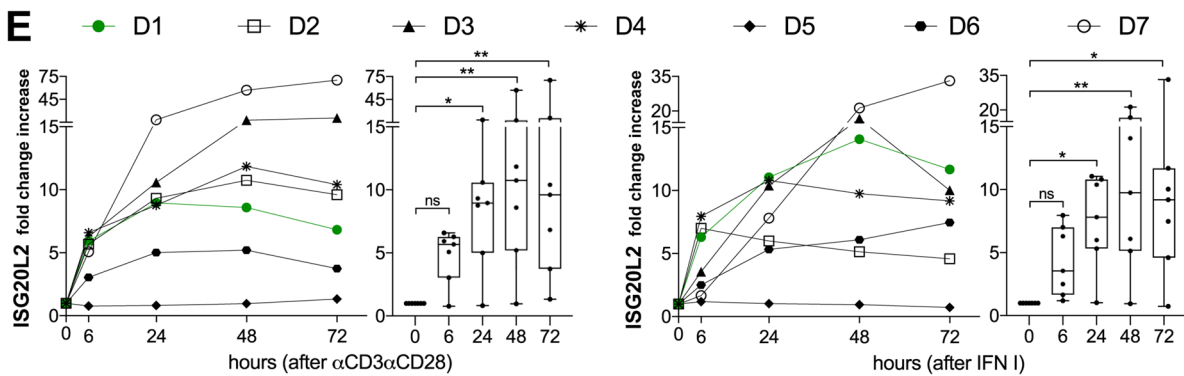 E D1 D2 D3 D4 D5 D6 D7
ISG20L2 fold change increase
75
45
15
10
5
0
0 6 24 48 72
hours (after αCD3αCD28)
75
45
15
10
5
0
ns
*
**
**
0 6 24 48 72
ISG20L2 fold change increase
35
20
15
10
5
0
0 6 24 48 72
hours (after IFN I)
35
20
15
10
5
0
ns
*
**
*
0 6 24 48 72